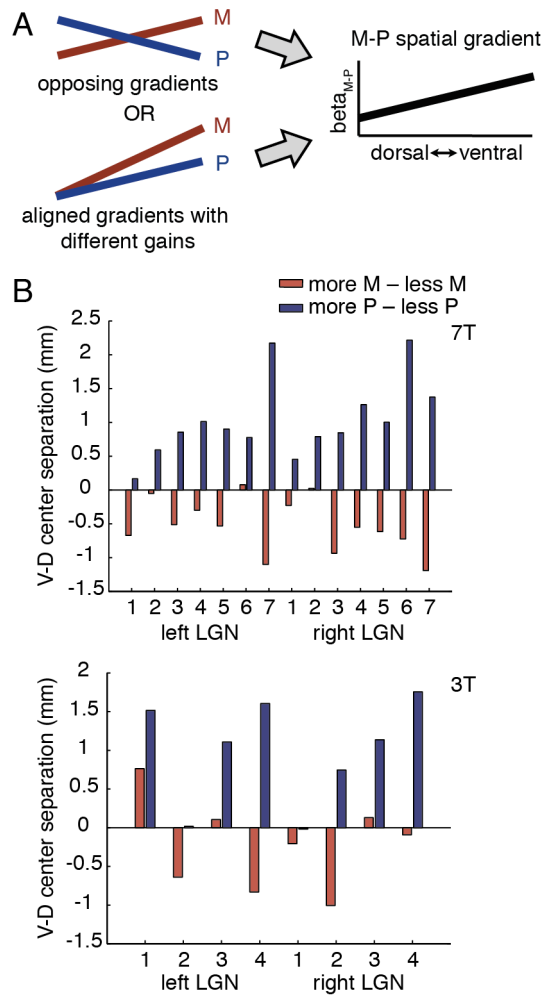 A
M
P
opposing gradients
OR
M
P
aligned gradients with
different gains
M-P spatial gradient
beta M-P
dorsal↔ventral
B
more M – less M
more P – less P
7T
V-D center separation (mm)
2.5
2
1.5
1
0.5
0
-0.5
-1
-1.5
1 2 3 4 5 6 7 1 2 3 4 5 6 7
left LGN right LGN
3T
V-D center separation (mm)
2
1.5
1
0.5
0
-0.5
-1
-1.5
1 2 3 4 1 2 3 4
left LGN right LGN